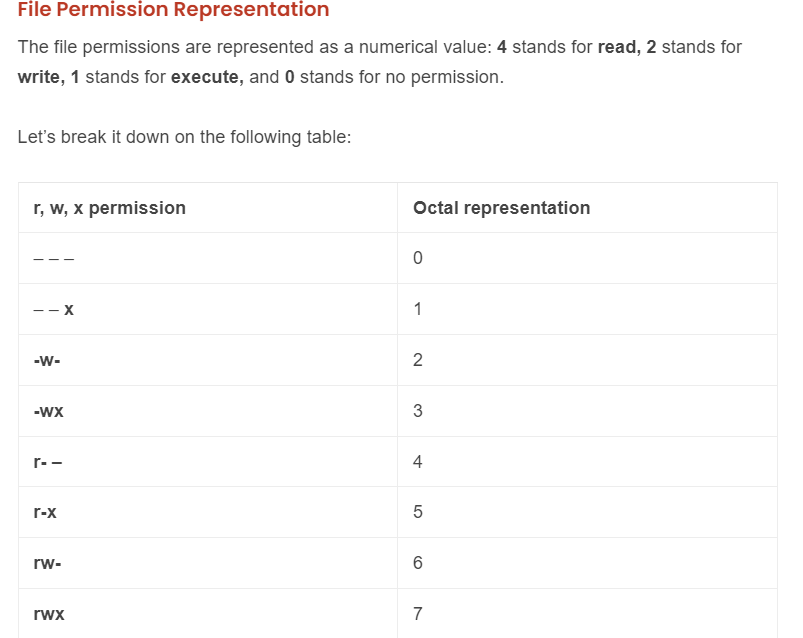 File Permission Representation
The file permissions are represented as a numerical value: 4 stands for read, 2 stands for
write, 1 stands for execute, and 0 stands for no permission.
Let’s break it down on the following table:
r, w, x permission Octal representation
– – – 0
– – x 1
-w- 2
-wx 3
r- – 4
r-x 5
rw- 6
rwx 7